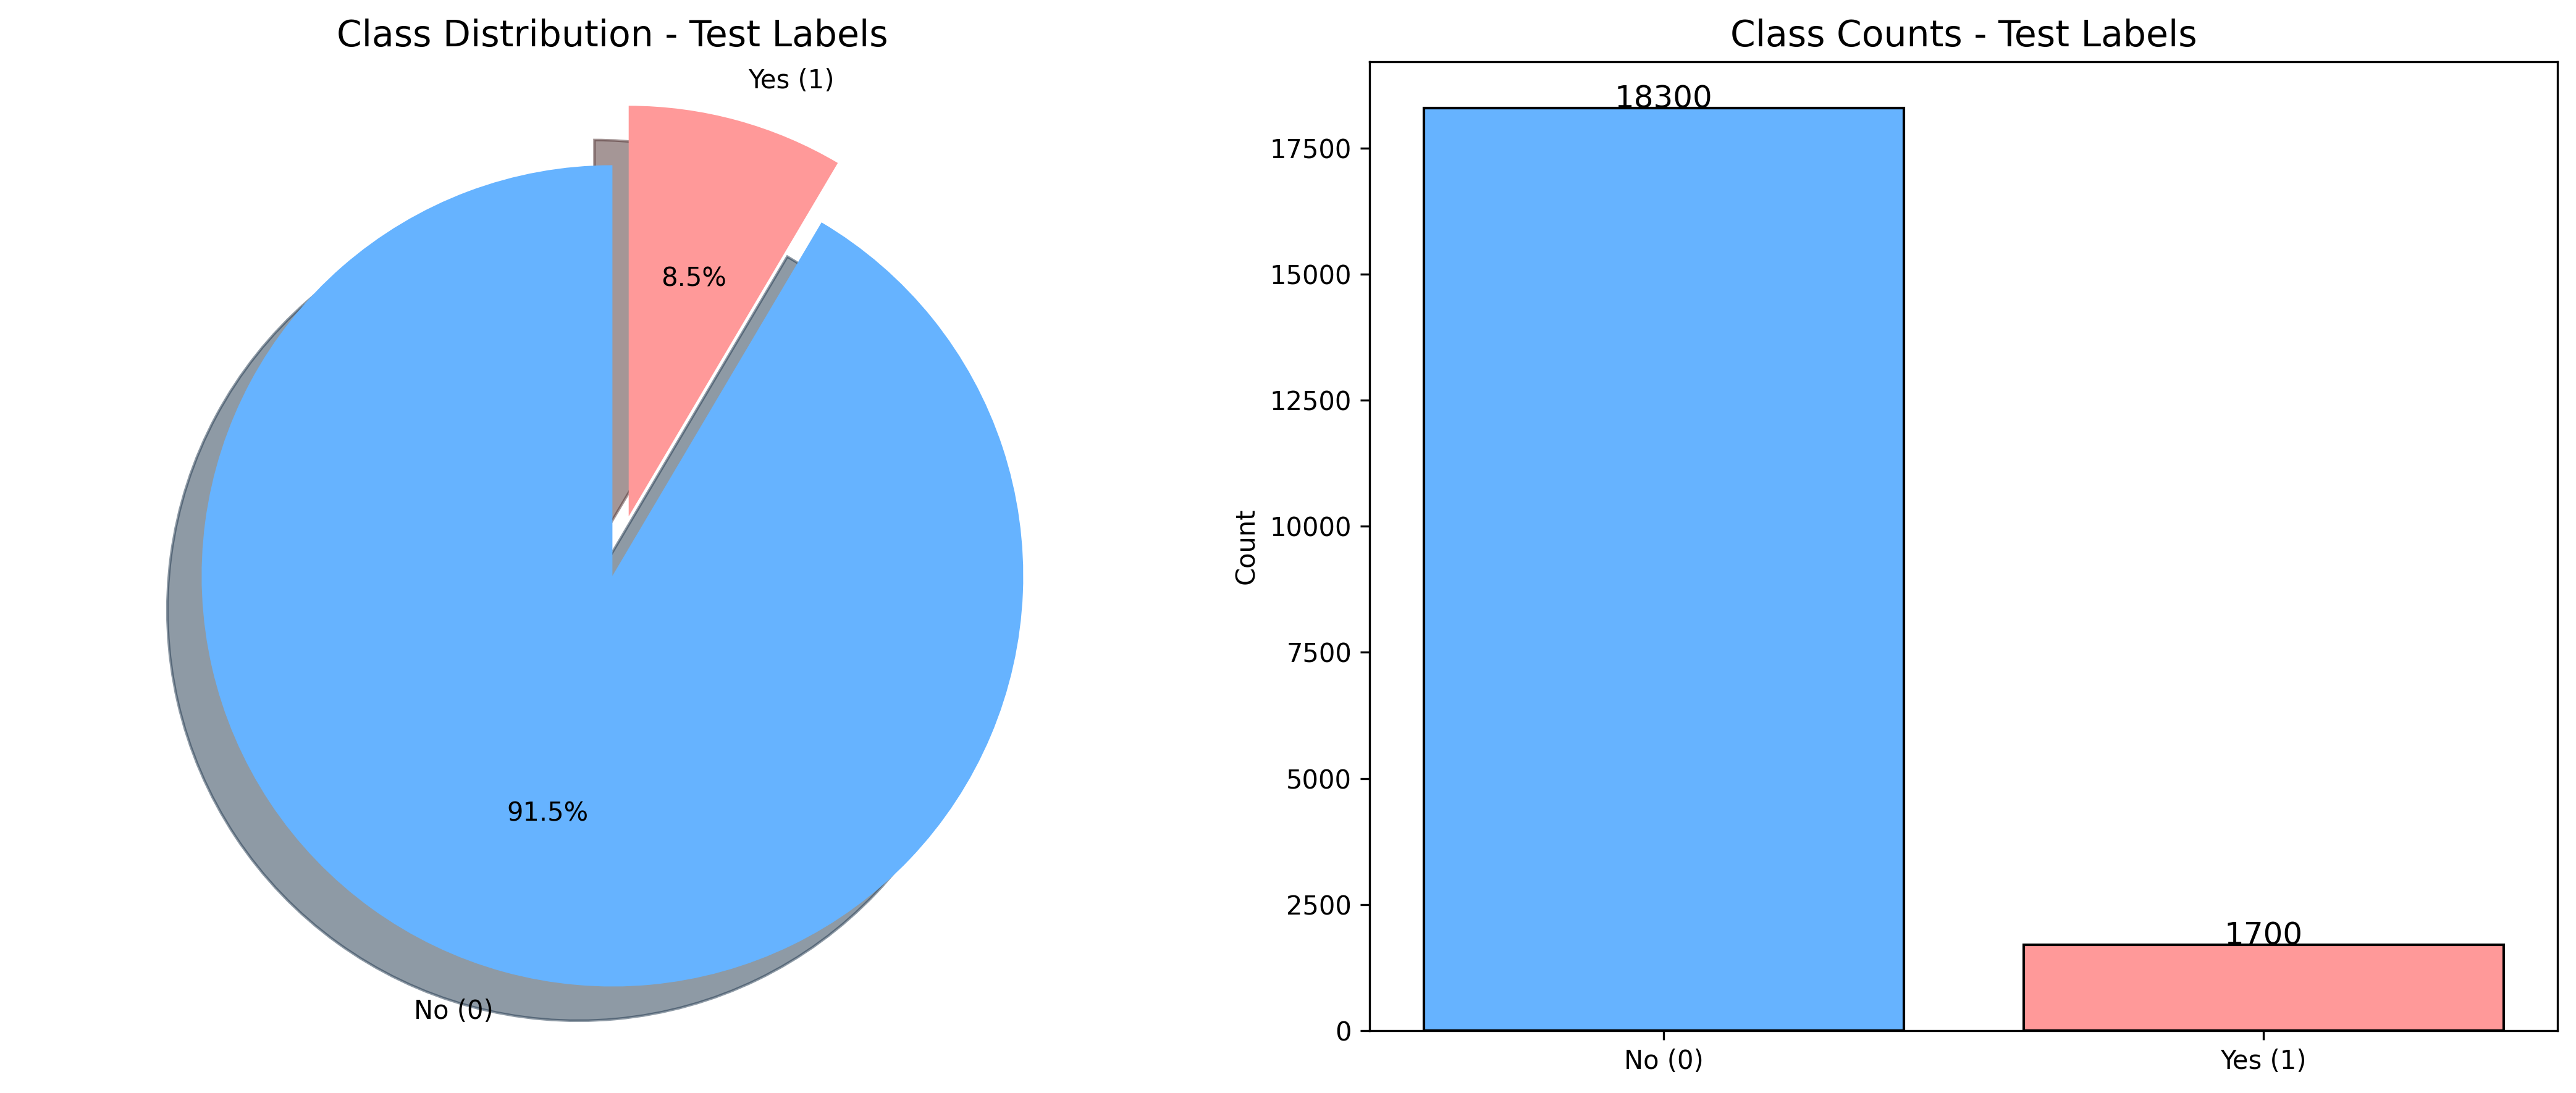 Class Distribution - Test Labels
Yes (1)
8.5%
91.5%
No (0)
Class Counts - Test Labels
18300
17500
15000
12500
10000
7500
5000
2500
0
Count
1700
No (0)
Yes (1)